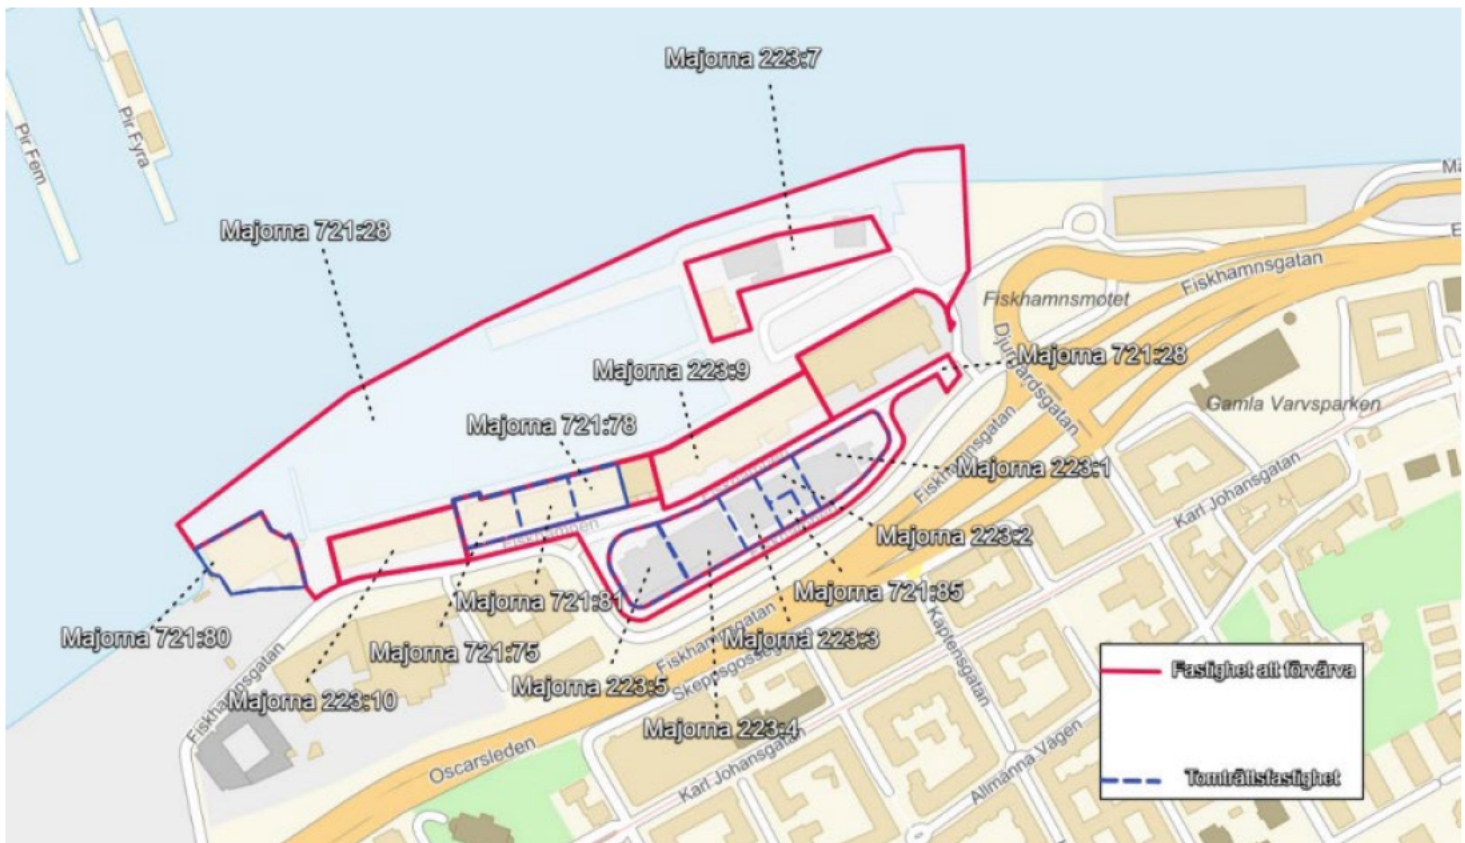 Majorna 223:7
Pir Fyra
Pir Fem
Majorna 721:28
Fiskhamnsgatan
Fiskhamnsmotet
Djurgårdsgatan
Majorna 721:28
Majorna 223:9
Gamla Varvsparken
Majorna 721:78
Majorna 223:1
Fiskhamnsgatan
Karl Johansgatan
Fiskhamnen
Majorna 223:2
Majorna 721:85
Majorna 721:81
Majorna 721:80
Majorna 223:3
Majorna 721:75
Fiskhamnsgatan
Kaptensgatan
Majorna 223:5
Majorna 223:10
Fiskhamnsgatan
Majorna 223:4
Oscarsleden
Karl Johansgatan
Allmänna Vägen
Fastighet att förvärva
Tomträttsfastighet